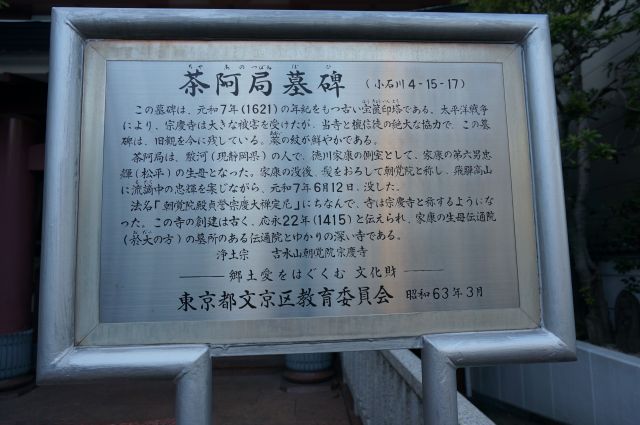 茶阿局墓碑 (小石川4-15-17)
この墓碑は、元和7年(1621)の年紀をもつ古い宝篋印塔である。太平洋戦争
により、宗慶寺は大きな被害を受けたが、当寺と檀信徒の絶大な協力で、この墓
碑は、旧観を今に残している。葵の紋が鮮やかである。
茶阿局は、駿河(現静岡県)の人で、徳川家康の側室として、家康の第六男忠
輝(松平)の生母となった。家康の没後、髪をおろして朝覚院と称し、飛騨高山
に流謫中の忠輝を案じながら、元和7年6月12日、没した。
法名「朝覚院殿貞誉宗慶大禅定尼」にちなんで、寺は宗慶寺と称するようになっ
た。この寺の創建は古く、応永22年(1415)と伝えられ、家康の生母伝通院
(於大の方)の墓所のある伝通院とゆかりの深い寺である。
浄土宗 吉水山朝覚院宗慶寺
郷土愛をはぐくむ 文化財
東京都文京区教育委員会 昭和63年3月